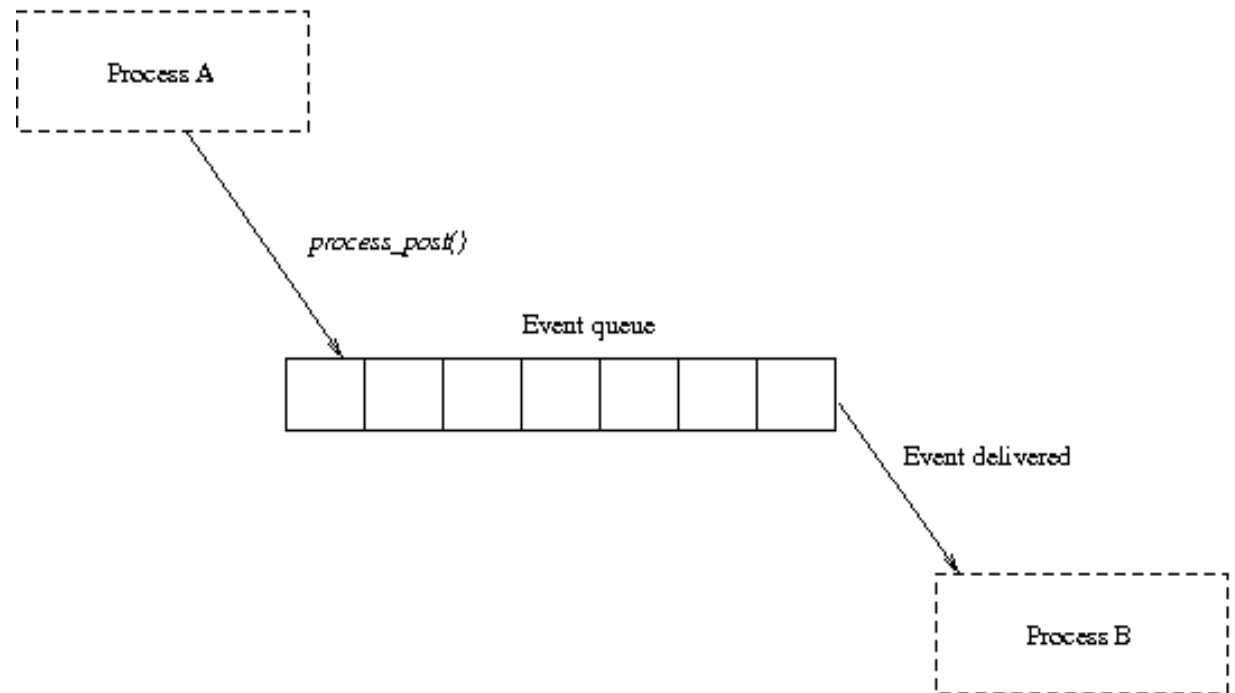 Process A
process_post()
Event queue
Event delivered
Process B